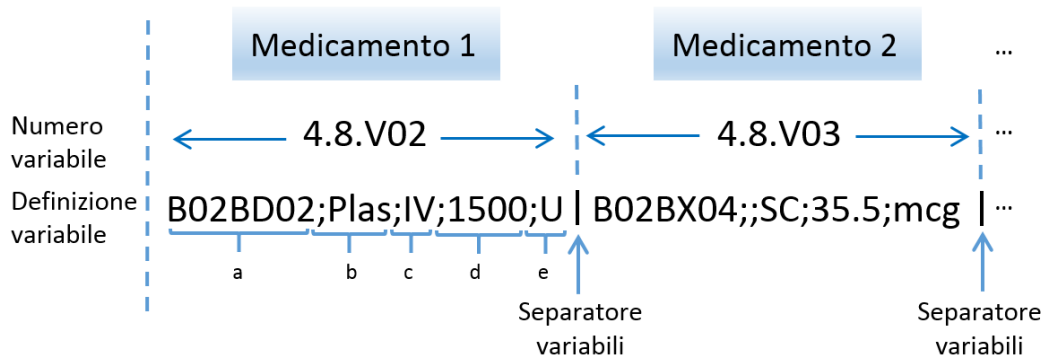 Medicamento 1
Medicamento 2
...
Numero
variabile
4.8.V02
4.8.V03
...
Definizione
variabile
B02BD02;Plas;IV;1500;U | B02BX04;;SC;35.5;mcg | ...
a
b
c
d
e
Separatore
variabili
Separatore
variabili